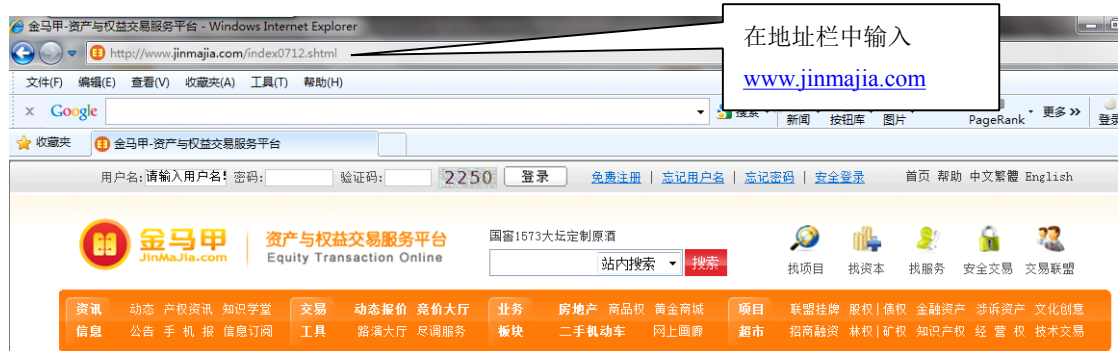 金马甲-资产与权益交易服务平台 - Windows Internet Explorer
http://www.jinmajia.com/index0712.shtml
在地址栏中输入
www.jinmajia.com
文件(F) 编辑(E) 查看(V) 收藏夹(A) 工具(T) 帮助(H)
x Google 搜索 新闻 按钮库 图片 PageRank 更多 >> 登录
收藏夹 金马甲-资产与权益交易服务平台
用户名: 请输入用户名! 密码: 验证码: 2250 登录 免费注册 | 忘记用户名 | 忘记密码 | 安全登录 首页 帮助 中文繁體 English
金马甲 JinMaJia.com
资产与权益交易服务平台
Equity Transaction Online
国窖1573大坛定制原酒
站内搜索 搜索
找项目 找资本 找服务 安全交易 交易联盟
资讯 动态 产权资讯 知识学堂 交易 动态报价 竞价大厅 业务 房地产 商品权 黄金商城 项目 联盟挂牌 股权|债权 金融资产 涉诉资产 文化创意
信息 公告 手机报 信息订阅 工具 路演大厅 尽调服务 板块 二手机动车 网上画廊 超市 招商融资 林权|矿权 知识产权 经营权 技术交易